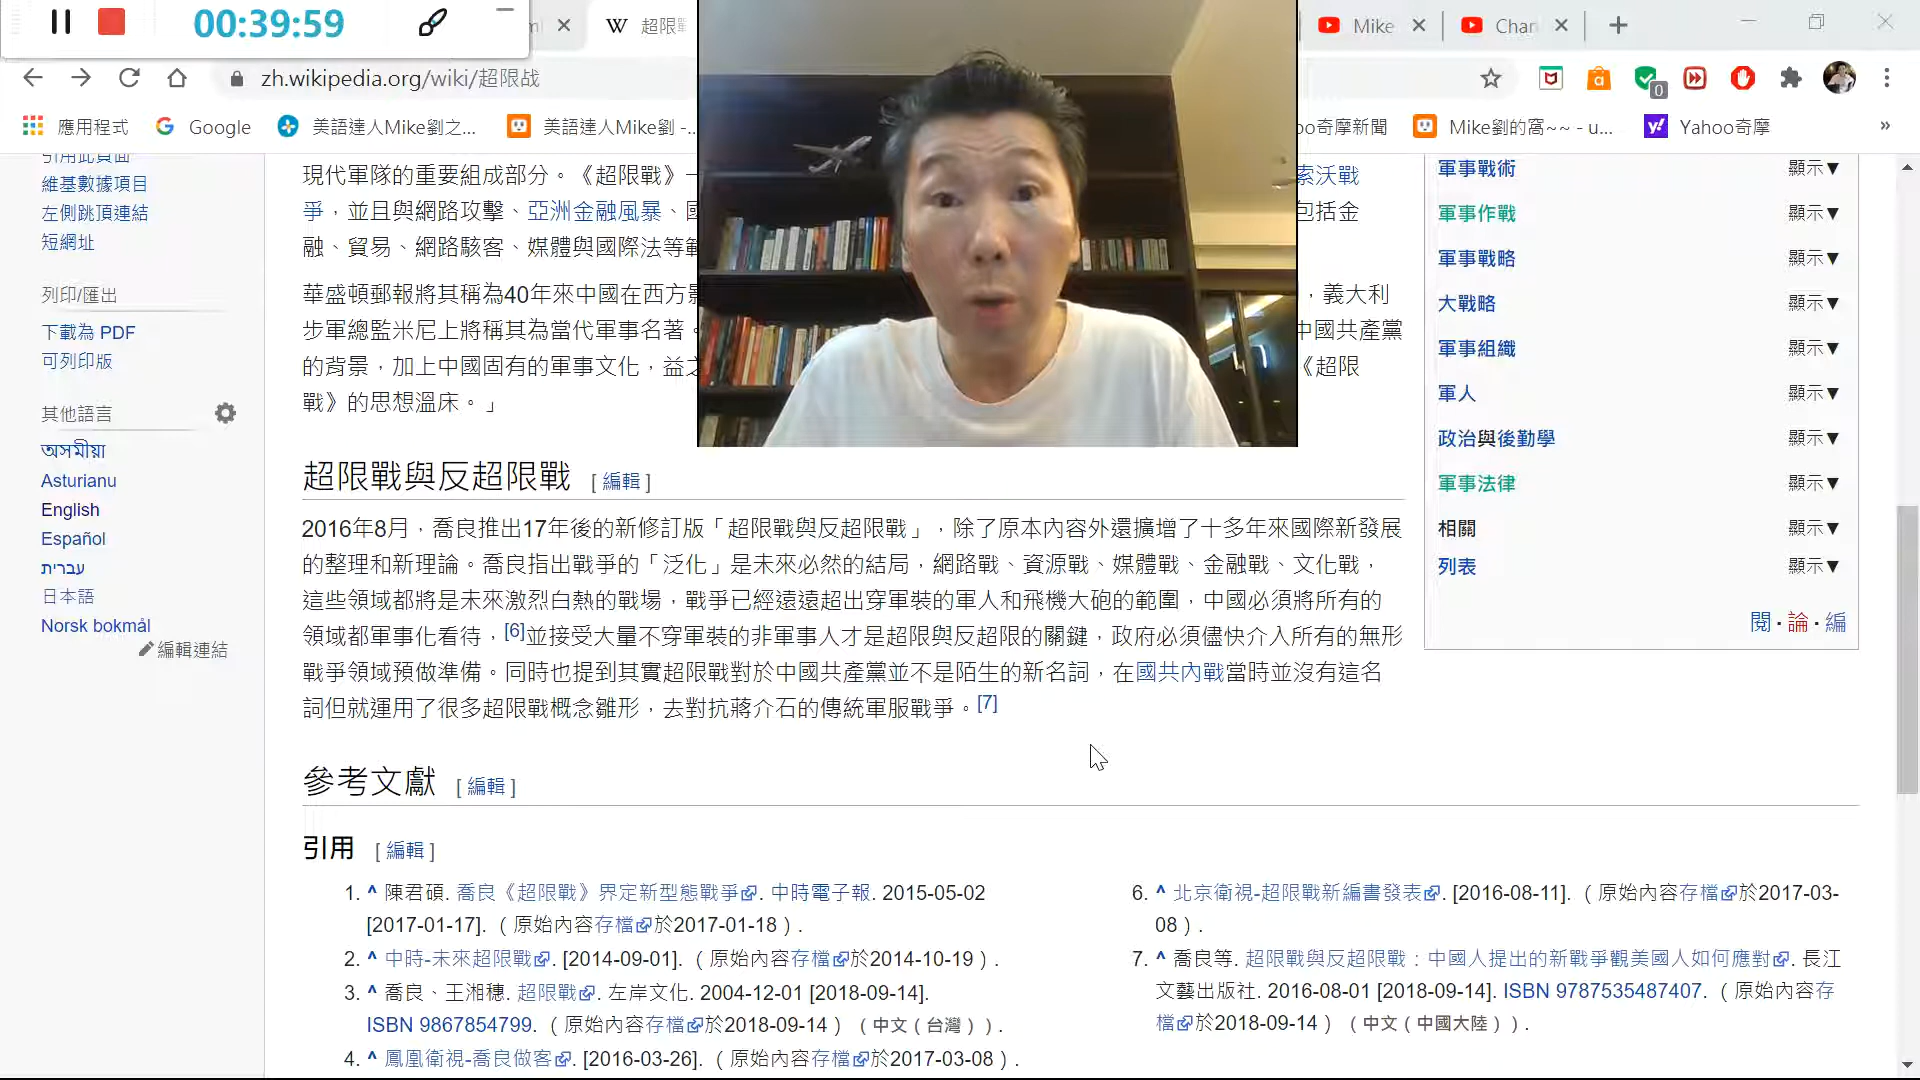 00:39:59
超限戰
Mike
Chan
zh.wikipedia.org/wiki/超限战
0
應用程式
Google
美語達人Mike劉之...
美語達人Mike劉 -..
oo奇摩新聞
Mike劉的窩~~ - u...
Yahoo奇摩
»
引用此頁面
維基數據項目
左側跳頂連結
短網址
列印/匯出
下載為 PDF
可列印版
其他語言
অসমীয়া
Asturianu
English
Español
עברית
日本語
Norsk bokmål
編輯連結
現代軍隊的重要組成部分。《超限戰》
索沃戰
爭，並且與網路攻擊、亞洲金融風暴、
包括金
融、貿易、網路駭客、媒體與國際法等
華盛頓郵報將其稱為40年來中國在西方
，義大利
步軍總監米尼上將稱其為當代軍事名著。
中國共產黨
的背景，加上中國固有的軍事文化，益之
《超限
戰》的思想溫床。」
超限戰與反超限戰 [ 編輯 ]
2016年8月，喬良推出17年後的新修訂版「超限戰與反超限戰」，除了原本內容外還擴增了十多年來國際新發展
的整理和新理論。喬良指出戰爭的「泛化」是未來必然的結局，網路戰、資源戰、媒體戰、金融戰、文化戰，
這些領域都將是未來激烈白熱的戰場，戰爭已經遠遠超出穿軍裝的軍人和飛機大砲的範圍，中國必須將所有的
領域都軍事化看待，[6]並接受大量不穿軍裝的非軍事人才是超限與反超限的關鍵，政府必須儘快介入所有的無形
戰爭領域預做準備。同時也提到其實超限戰對於中國共產黨並不是陌生的新名詞，在國共內戰當時並沒有這名
詞但就運用了很多超限戰概念雛形，去對抗蔣介石的傳統軍服戰爭。[7]
參考文獻 [ 編輯 ]
引用 [ 編輯 ]
1. ^ 陳君碩. 喬良《超限戰》界定新型態戰爭. 中時電子報. 2015-05-02
[2017-01-17]. （原始內容存檔於2017-01-18）.
2. ^ 中時-未來超限戰. [2014-09-01]. （原始內容存檔於2014-10-19）.
3. ^ 喬良、王湘穗. 超限戰. 左岸文化. 2004-12-01 [2018-09-14].
ISBN 9867854799. （原始內容存檔於2018-09-14）（中文（台灣））.
4. ^ 鳳凰衛視-喬良做客. [2016-03-26]. （原始內容存檔於2017-03-08）.
6. ^ 北京衛視-超限戰新編書發表. [2016-08-11]. （原始內容存檔於2017-03-
08）.
7. ^ 喬良等. 超限戰與反超限戰：中國人提出的新戰爭觀美國人如何應對. 長江
文藝出版社. 2016-08-01 [2018-09-14]. ISBN 9787535487407. （原始內容存
檔於2018-09-14）（中文（中國大陸））.
軍事戰術 顯示▼
軍事作戰 顯示▼
軍事戰略 顯示▼
大戰略 顯示▼
軍事組織 顯示▼
軍人 顯示▼
政治與後勤學 顯示▼
軍事法律 顯示▼
相關 顯示▼
列表 顯示▼
閱 · 論 · 編